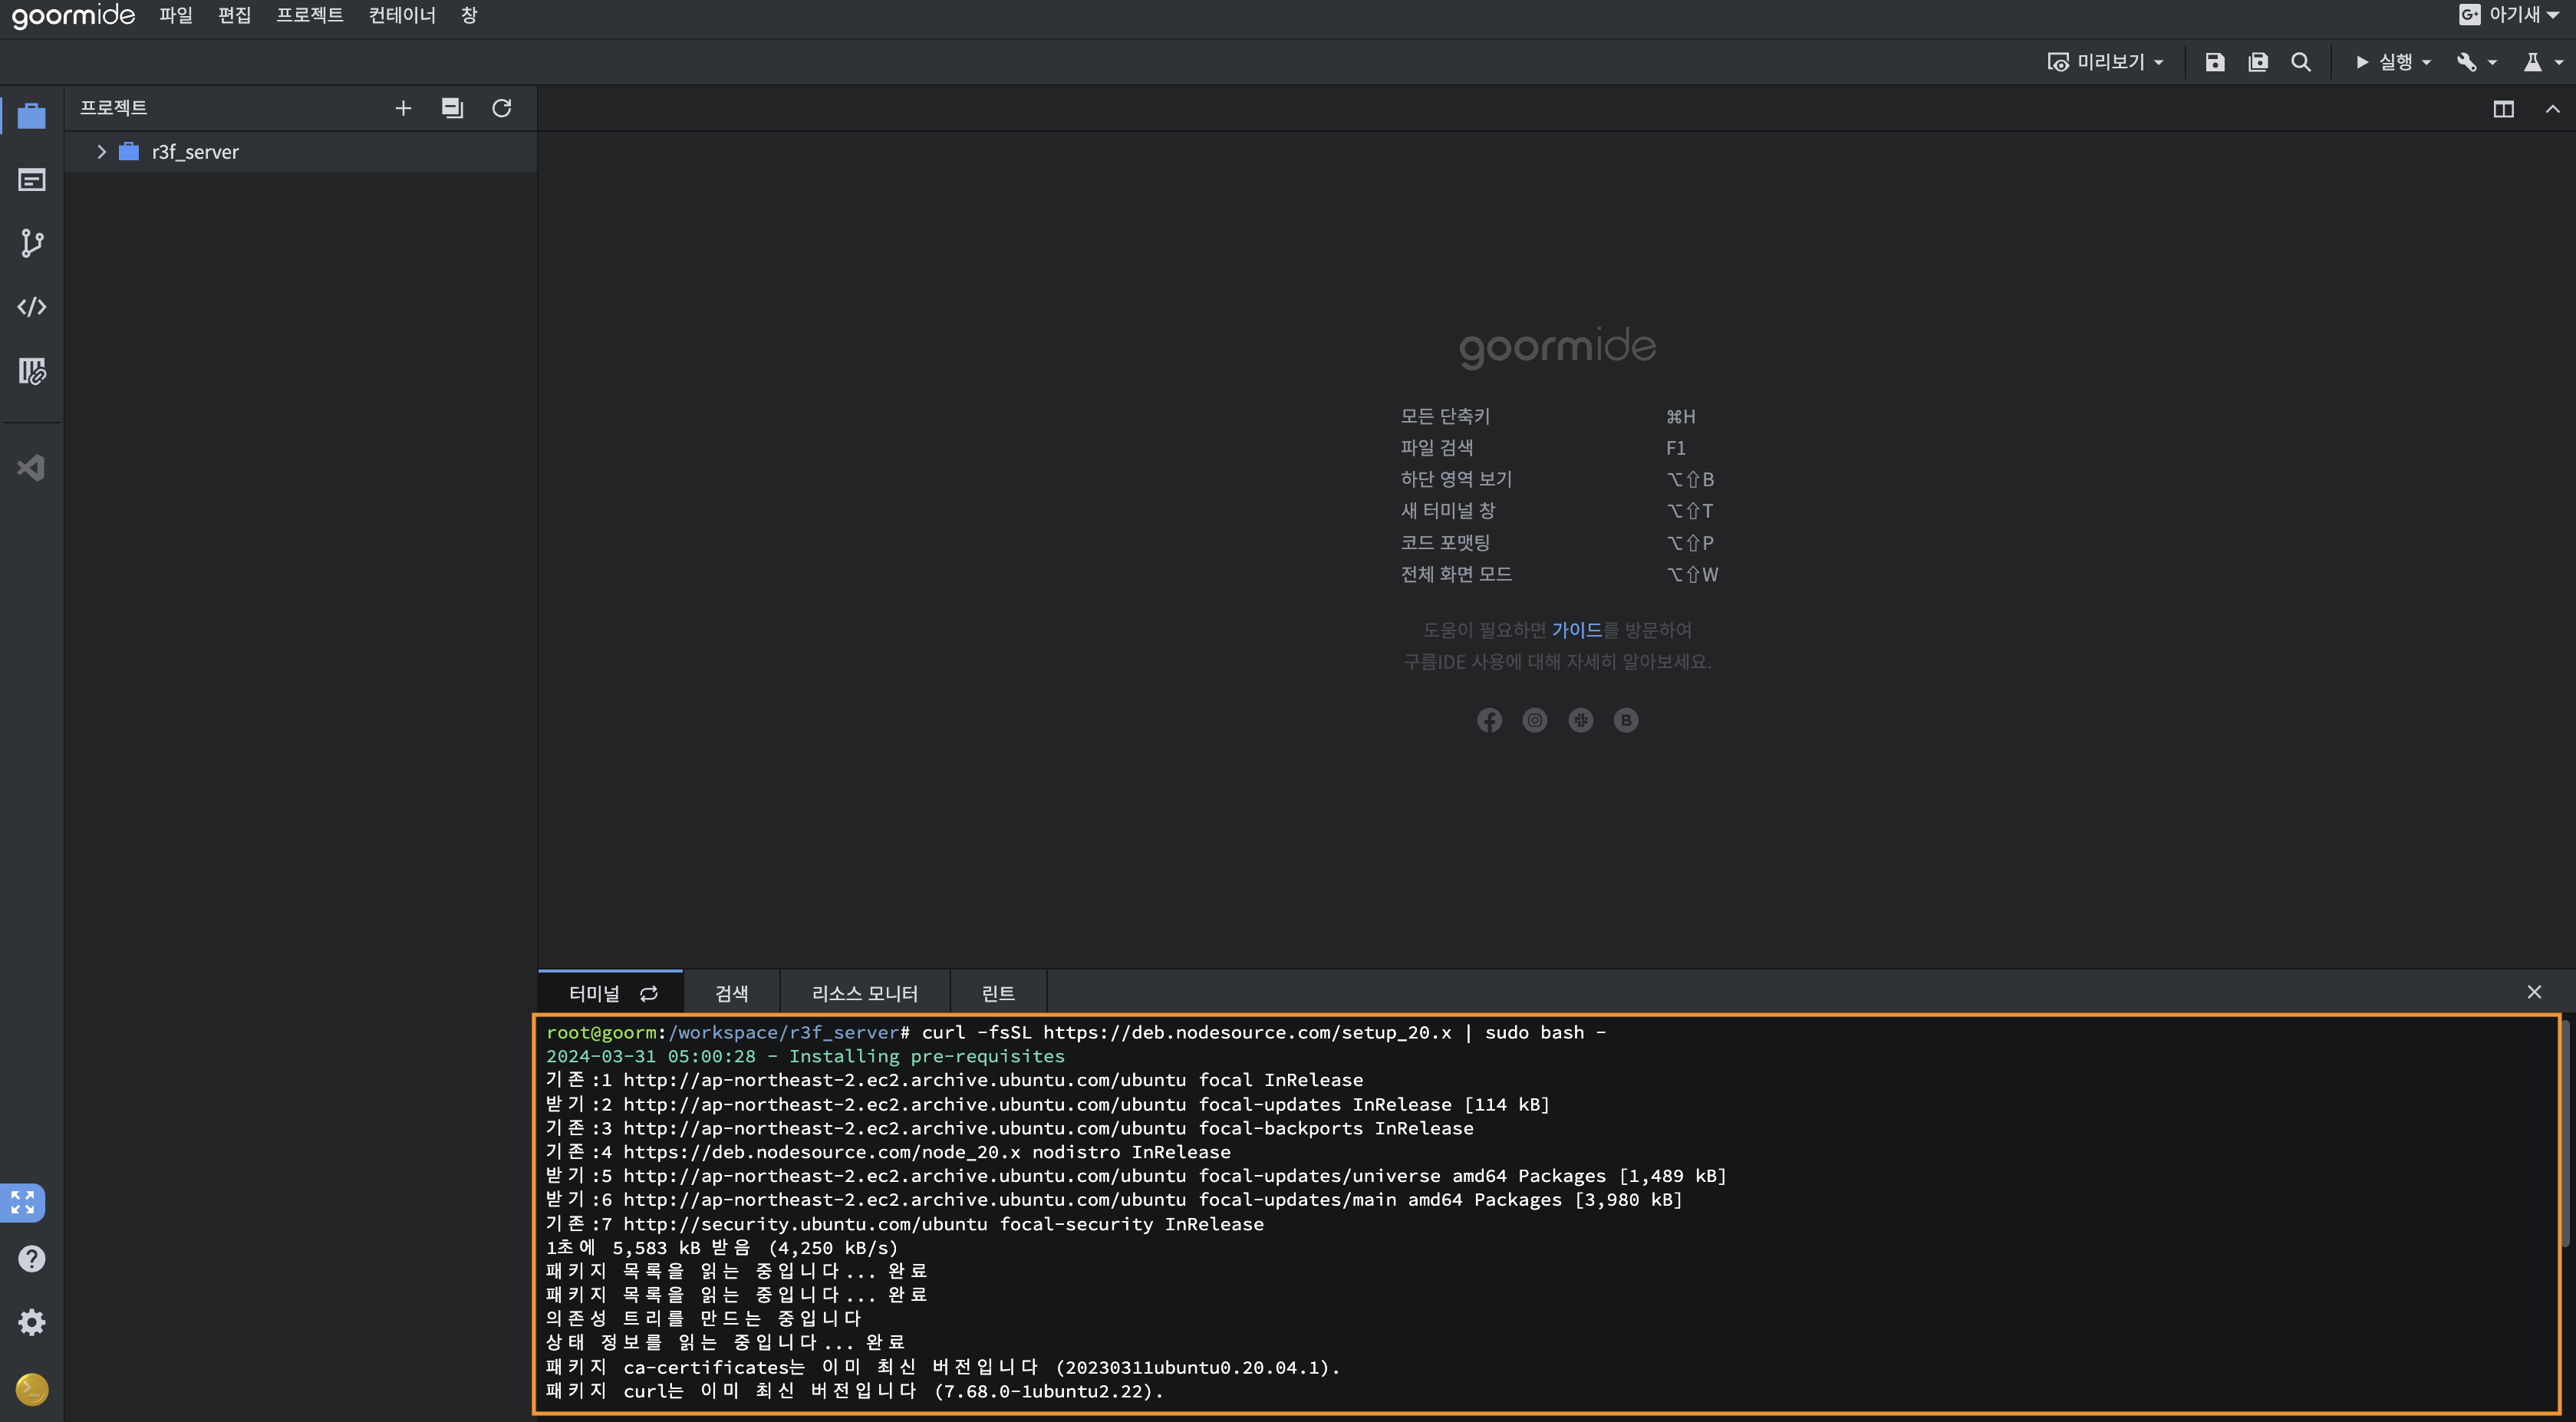 goormide 파일 편집 프로젝트 컨테이너 창 G+ 아기새
미리보기 실행
프로젝트
r3f_server
goormide
모든 단축키 ⌘H
파일 검색 F1
하단 영역 보기 ⌥⇧B
새 터미널 창 ⌥⇧T
코드 포맷팅 ⌥⇧P
전체 화면 모드 ⌥⇧W
도움이 필요하면 가이드를 방문하여
구름IDE 사용에 대해 자세히 알아보세요.
터미널 검색 리소스 모니터 린트
root@goorm:/workspace/r3f_server# curl -fsSL https://deb.nodesource.com/setup_20.x | sudo bash -
2024-03-31 05:00:28 - Installing pre-requisites
기존:1 http://ap-northeast-2.ec2.archive.ubuntu.com/ubuntu focal InRelease
받기:2 http://ap-northeast-2.ec2.archive.ubuntu.com/ubuntu focal-updates InRelease [114 kB]
기존:3 http://ap-northeast-2.ec2.archive.ubuntu.com/ubuntu focal-backports InRelease
기존:4 https://deb.nodesource.com/node_20.x nodistro InRelease
받기:5 http://ap-northeast-2.ec2.archive.ubuntu.com/ubuntu focal-updates/universe amd64 Packages [1,489 kB]
받기:6 http://ap-northeast-2.ec2.archive.ubuntu.com/ubuntu focal-updates/main amd64 Packages [3,980 kB]
기존:7 http://security.ubuntu.com/ubuntu focal-security InRelease
1초에 5,583 kB 받음 (4,250 kB/s)
패키지 목록을 읽는 중입니다... 완료
패키지 목록을 읽는 중입니다... 완료
의존성 트리를 만드는 중입니다
상태 정보를 읽는 중입니다... 완료
패키지 ca-certificates는 이미 최신 버전입니다 (20230311ubuntu0.20.04.1).
패키지 curl는 이미 최신 버전입니다 (7.68.0-1ubuntu2.22).